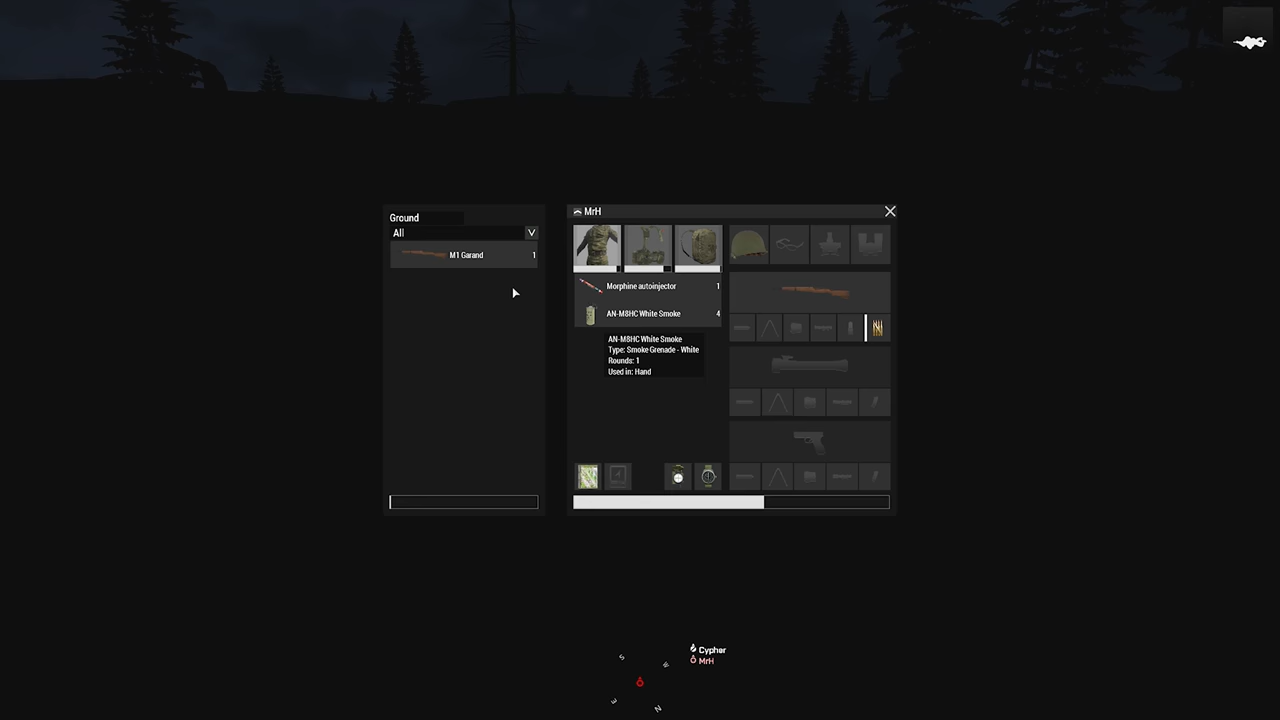 Ground
All
V
M1 Garand 1
MrH
Morphine autoinjector 1
AN-M8HC White Smoke 4
AN-M8HC White Smoke
Type: Smoke Grenade - White
Rounds: 1
Used in: Hand
Cypher
MrH
S
W
E
N